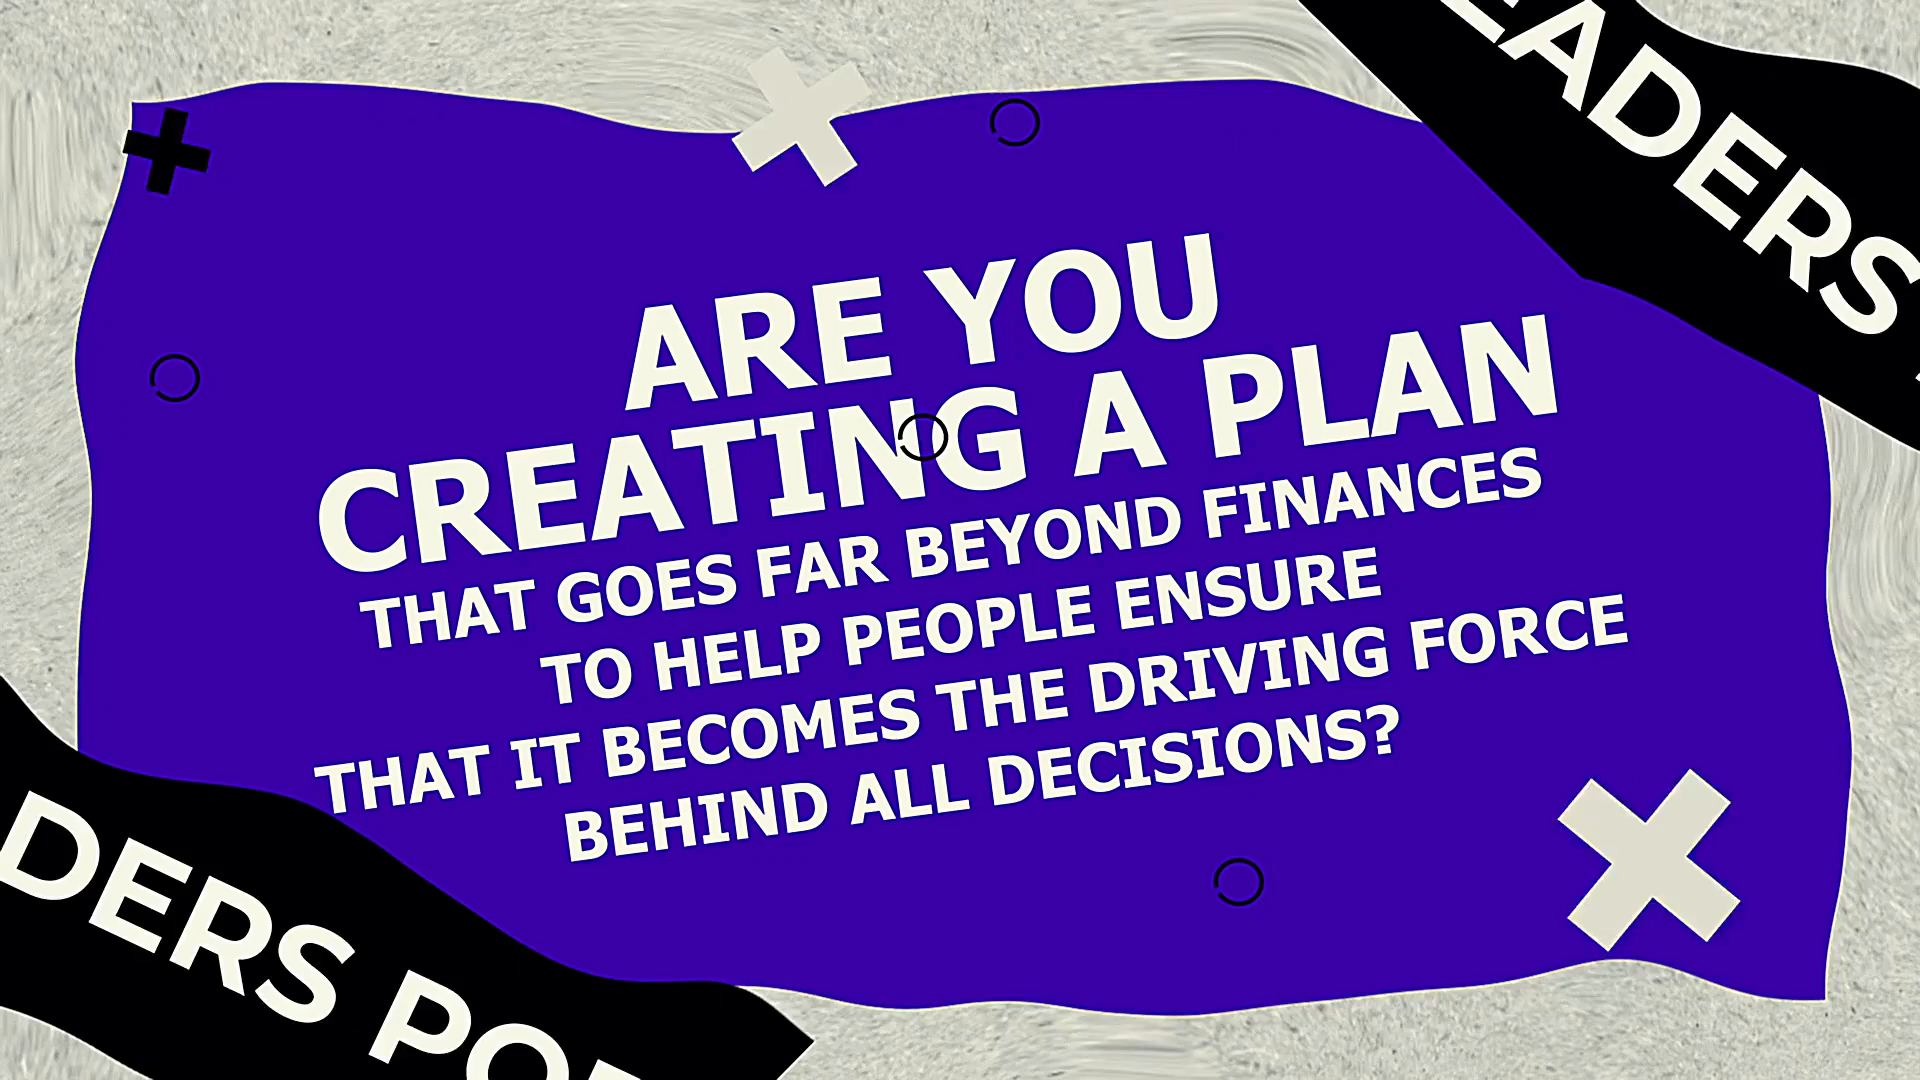 EADERS
ARE YOU
CREATING A PLAN
THAT GOES FAR BEYOND FINANCES
TO HELP PEOPLE ENSURE
THAT IT BECOMES THE DRIVING FORCE
BEHIND ALL DECISIONS?
DERS PO